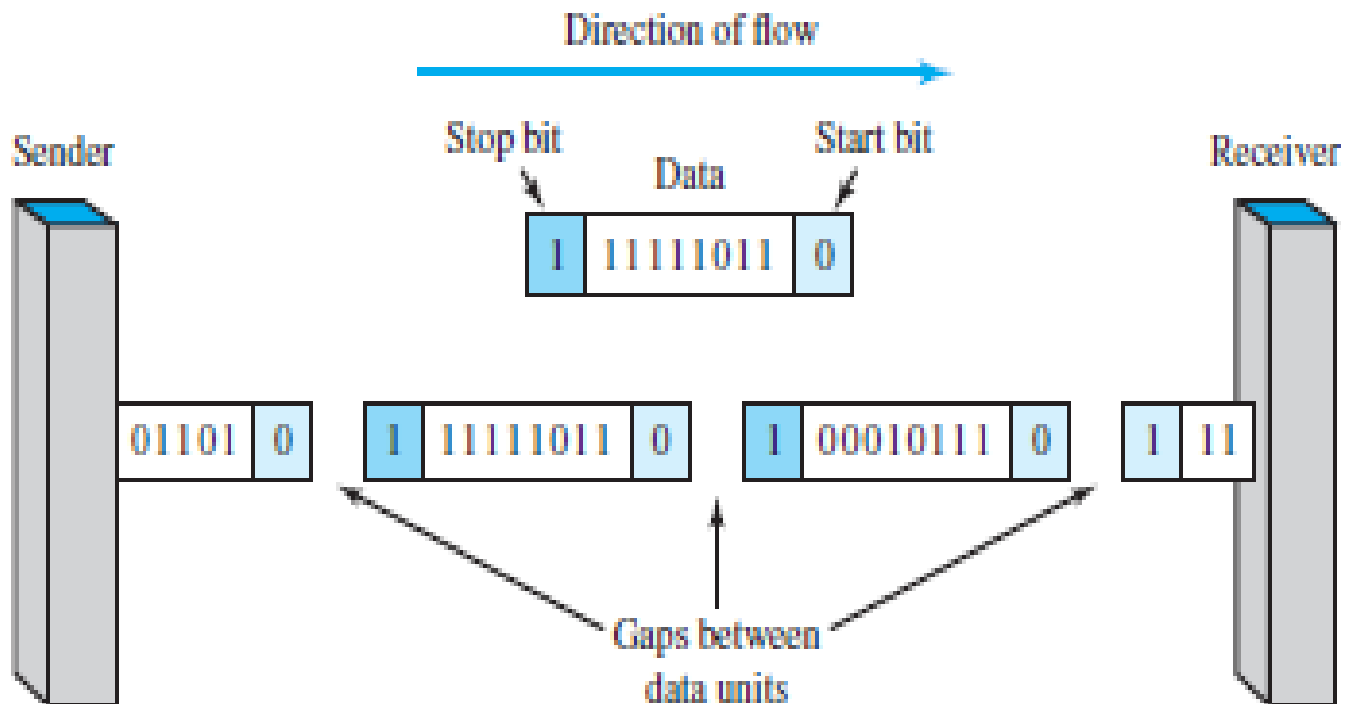 Direction of flow
Sender
Stop bit
Data
Start bit
Receiver
1 11111011 0
01101 0 1 11111011 0 1 00010111 0 1 11
Gaps between
data units